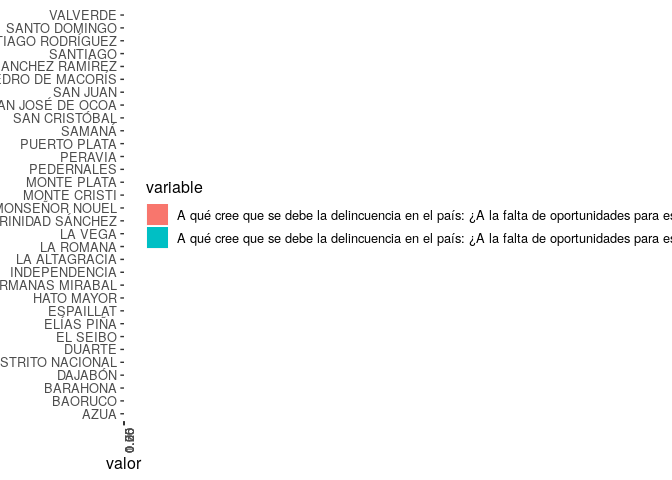 VALVERDE
SANTO DOMINGO
TIAGO RODRÍGUEZ
SANTIAGO
ANCHEZ RAMÍREZ
EDRO DE MACORÍS
SAN JUAN
AN JOSÉ DE OCOA
SAN CRISTÓBAL
SAMANÁ
PUERTO PLATA
PERAVIA
PEDERNALES
MONTE PLATA
MONTE CRISTI
MONSEÑOR NOUEL
RINIDAD SÁNCHEZ
LA VEGA
LA ROMANA
LA ALTAGRACIA
INDEPENDENCIA
RMANAS MIRABAL
HATO MAYOR
ESPAILLAT
ELÍAS PIÑA
EL SEIBO
DUARTE
STRITO NACIONAL
DAJABÓN
BARAHONA
BAORUCO
AZUA
valor
variable
A qué cree que se debe la delincuencia en el país: ¿A la falta de oportunidades para es
A qué cree que se debe la delincuencia en el país: ¿A la falta de oportunidades para es